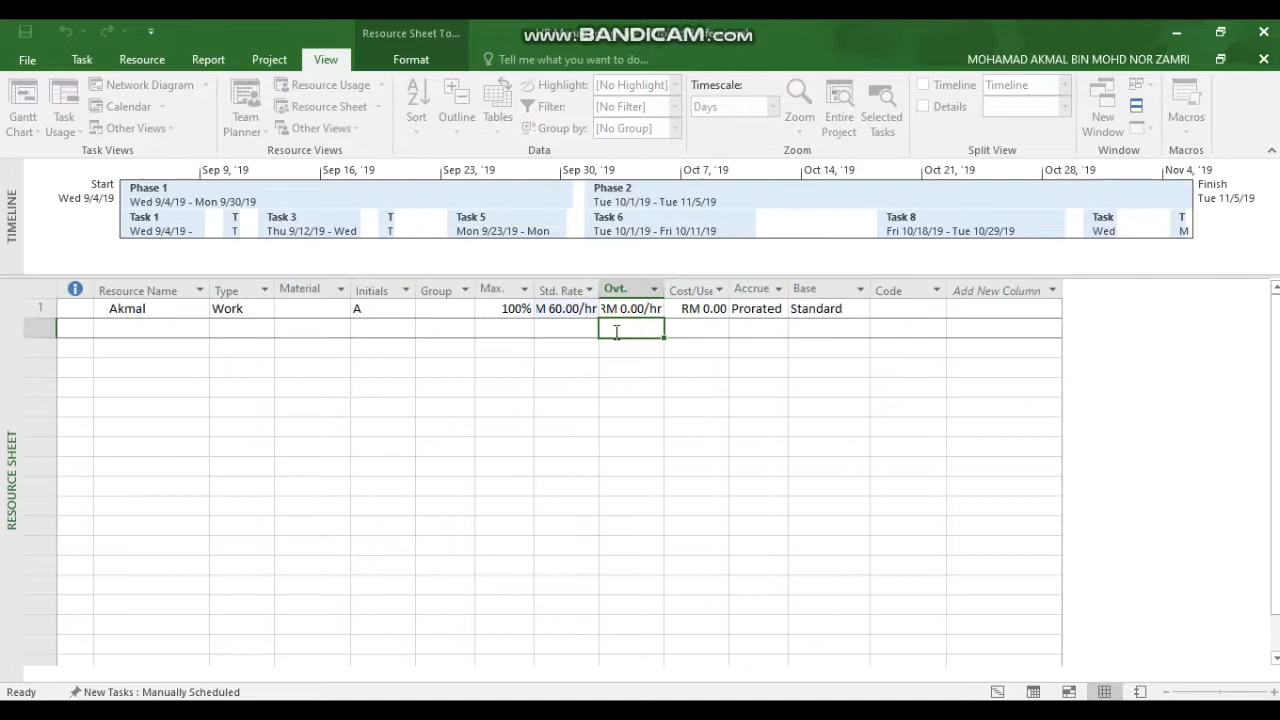 www.BANDICAM.com
Resource Sheet To...
File Task Resource Report Project View Format Tell me what you want to do... MOHAMAD AKMAL BIN MOHD NOR ZAMRI
Network Diagram Resource Usage Highlight: [No Highlight] Timescale: Timeline Timeline
Calendar Resource Sheet Filter: [No Filter] Days Details
Gantt Chart Task Usage Other Views Team Planner Other Views Sort Outline Tables Group by: [No Group] Zoom Entire Project Selected Tasks New Window Macros
Task Views Resource Views Data Zoom Split View Window Macros
TIMELINE
Sep 9, '19 Sep 16, '19 Sep 23, '19 Sep 30, '19 Oct 7, '19 Oct 14, '19 Oct 21, '19 Oct 28, '19 Nov 4, '19
Start
Wed 9/4/19
Phase 1 Phase 2
Wed 9/4/19 - Mon 9/30/19 Tue 10/1/19 - Tue 11/5/19
Task 1 T Task 3 T Task 5 Task 6 Task 8 Task T
Wed 9/4/19 - T Thu 9/12/19 - Wed T Mon 9/23/19 - Mon Tue 10/1/19 - Fri 10/11/19 Fri 10/18/19 - Tue 10/29/19 Wed M
Finish
Tue 11/5/19
RESOURCE SHEET
Resource Name Type Material Initials Group Max. Std. Rate Ovt. Cost/Use Accrue Base Code Add New Column
1 Akmal Work A 100% M 60.00/hr RM 0.00/hr RM 0.00 Prorated Standard
Ready New Tasks : Manually Scheduled